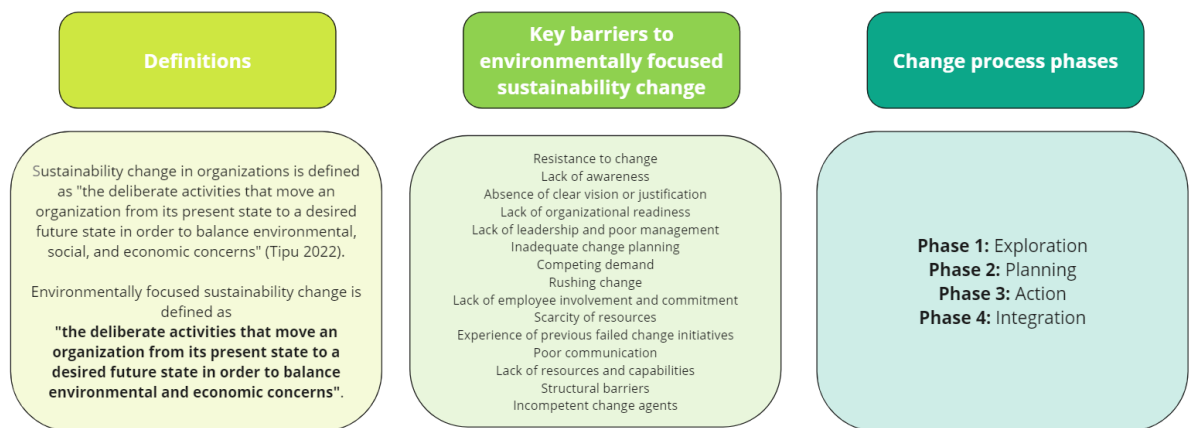 Definitions
Sustainability change in organizations is defined
as "the deliberate activities that move an
organization from its present state to a desired
future state in order to balance environmental,
social, and economic concerns" (Tipu 2022).
Environmentally focused sustainability change is
defined as
"the deliberate activities that move an
organization from its present state to a
desired future state in order to balance
environmental and economic concerns".
Key barriers to
environmentally focused
sustainability change
Resistance to change
Lack of awareness
Absence of clear vision or justification
Lack of organizational readiness
Lack of leadership and poor management
Inadequate change planning
Competing demand
Rushing change
Lack of employee involvement and commitment
Scarcity of resources
Experience of previous failed change initiatives
Poor communication
Lack of resources and capabilities
Structural barriers
Incompetent change agents
Change process phases
Phase 1: Exploration
Phase 2: Planning
Phase 3: Action
Phase 4: Integration